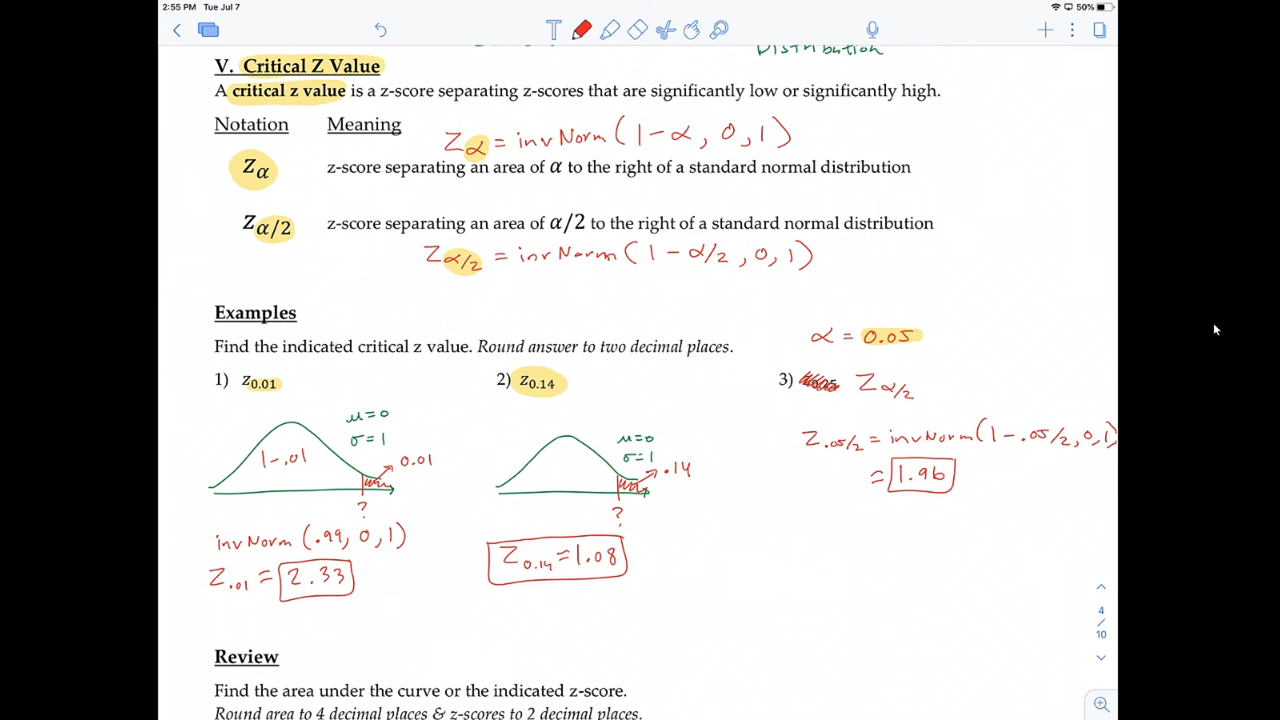 2:55 PM Tue Jul 7
50%
Distribution
V. Critical Z Value
A critical z value is a z-score separating z-scores that are significantly low or significantly high.
Notation Meaning
Zα = invNorm(1-α, 0, 1)
Zα z-score separating an area of α to the right of a standard normal distribution
Zα/2 z-score separating an area of α/2 to the right of a standard normal distribution
Zα/2 = invNorm(1-α/2, 0, 1)
Examples
α = 0.05
Find the indicated critical z value. Round answer to two decimal places.
1) z0.01
2) z0.14
3) Zα/2
μ=0
σ=1
1-.01
0.01
?
invNorm(.99, 0, 1)
Z.01 = 2.33
μ=0
σ=1
.14
?
Z0.14 = 1.08
Z.05/2 = invNorm(1-.05/2, 0, 1)
= 1.96
4
/
10
Review
Find the area under the curve or the indicated z-score.
Round area to 4 decimal places & z-scores to 2 decimal places.